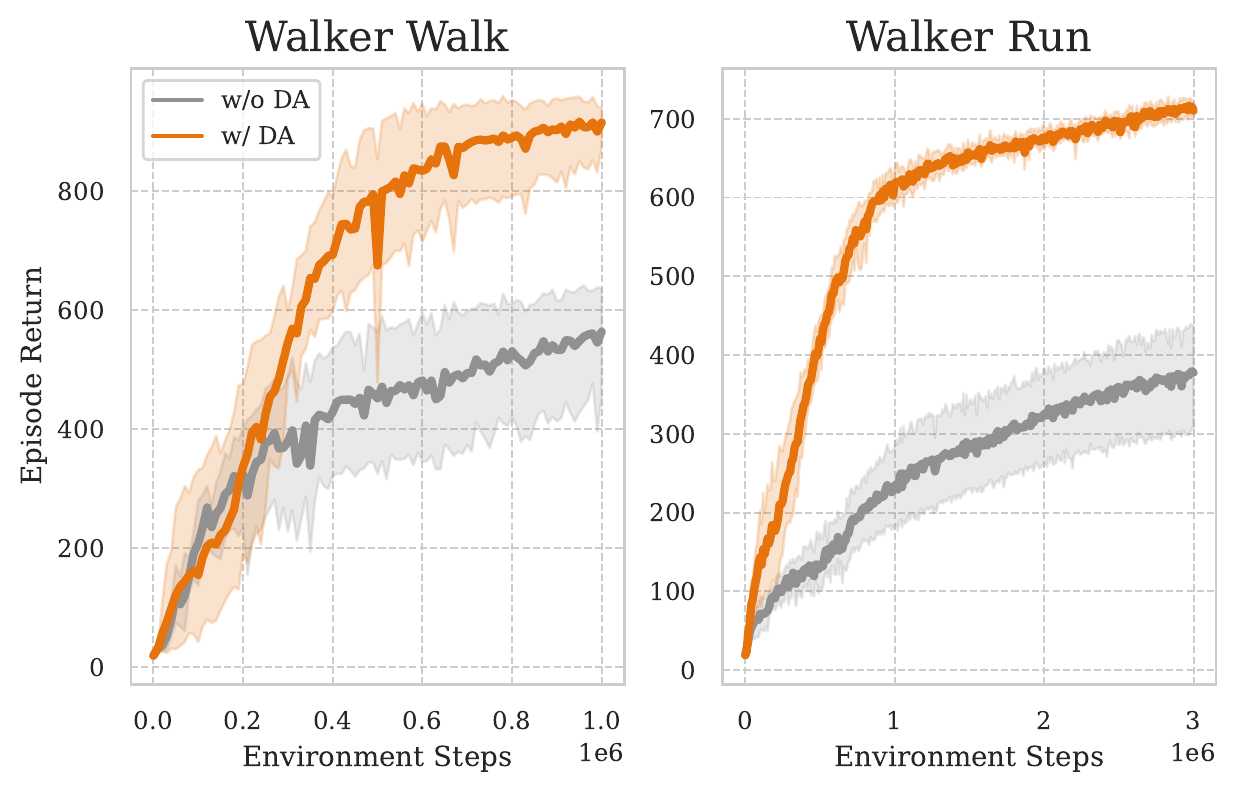 Walker Walk
w/o DA
w/ DA
Episode Return
800
600
400
200
0
0.0 0.2 0.4 0.6 0.8 1.0
1e6
Environment Steps
Walker Run
700
600
500
400
300
200
100
0
0 1 2 3
1e6
Environment Steps